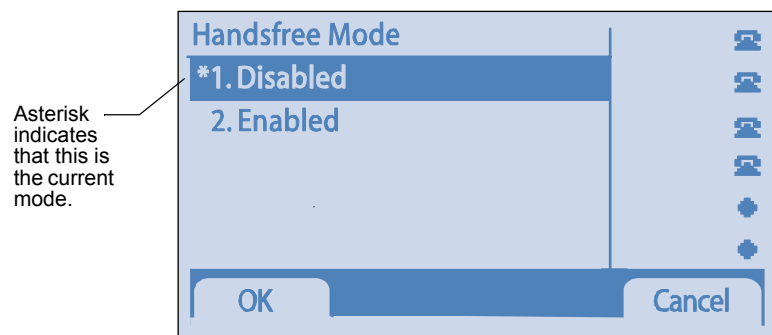 Handsfree Mode
*1. Disabled
2. Enabled
Asterisk
indicates
that this is
the current
mode.
OK
Cancel